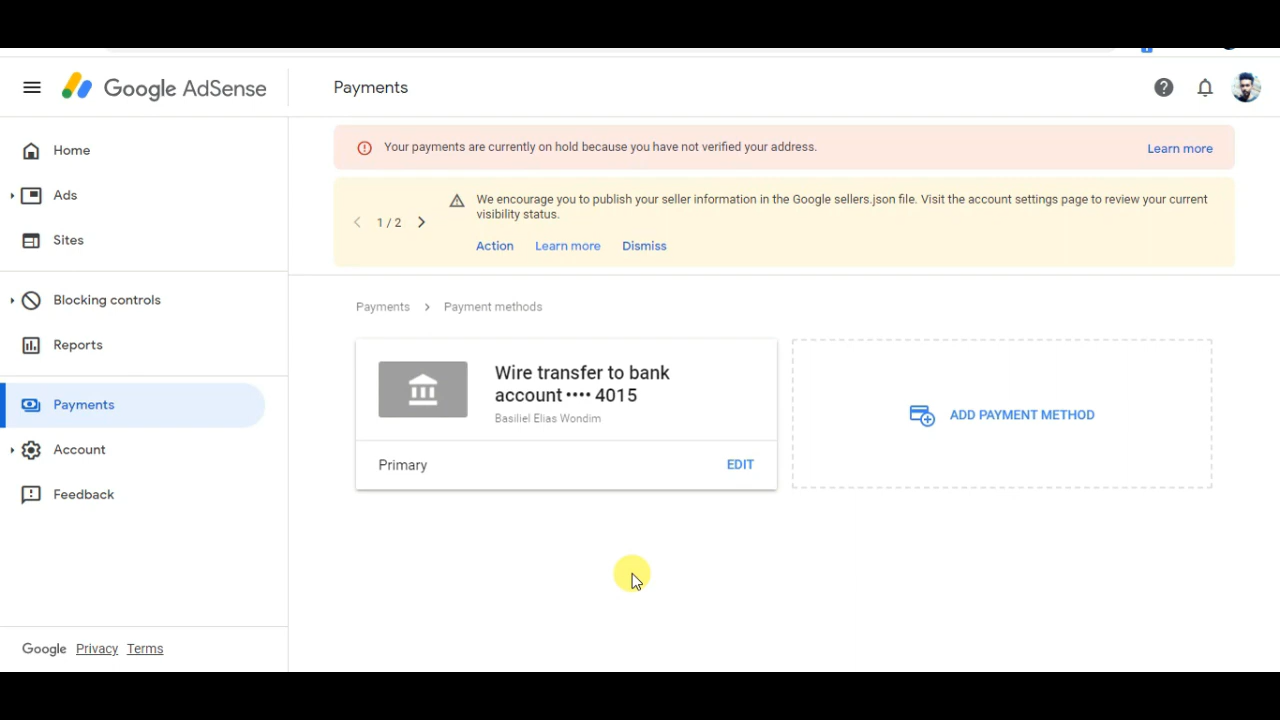 Google AdSense
Payments
Home
Ads
Sites
Blocking controls
Reports
Payments
Account
Feedback
Google Privacy Terms
Your payments are currently on hold because you have not verified your address.
Learn more
1 / 2
We encourage you to publish your seller information in the Google sellers.json file. Visit the account settings page to review your current
visibility status.
Action Learn more Dismiss
Payments > Payment methods
Wire transfer to bank
account •••• 4015
Basiliel Elias Wondim
Primary
EDIT
ADD PAYMENT METHOD